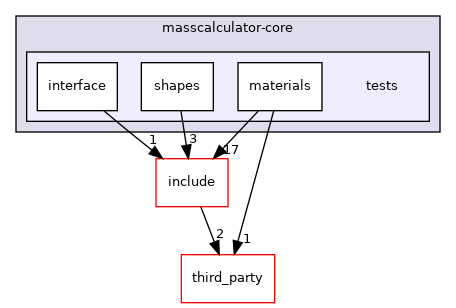 masscalculator-core
interface
shapes
materials
tests
1
3
17
include
2
1
third_party